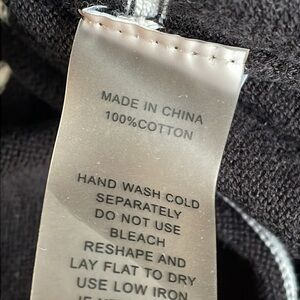 MADE IN CHINA
100%COTTON
HAND WASH COLD
SEPARATELY
DO NOT USE
BLEACH
RESHAPE AND
LAY FLAT TO DRY
USE LOW IRON